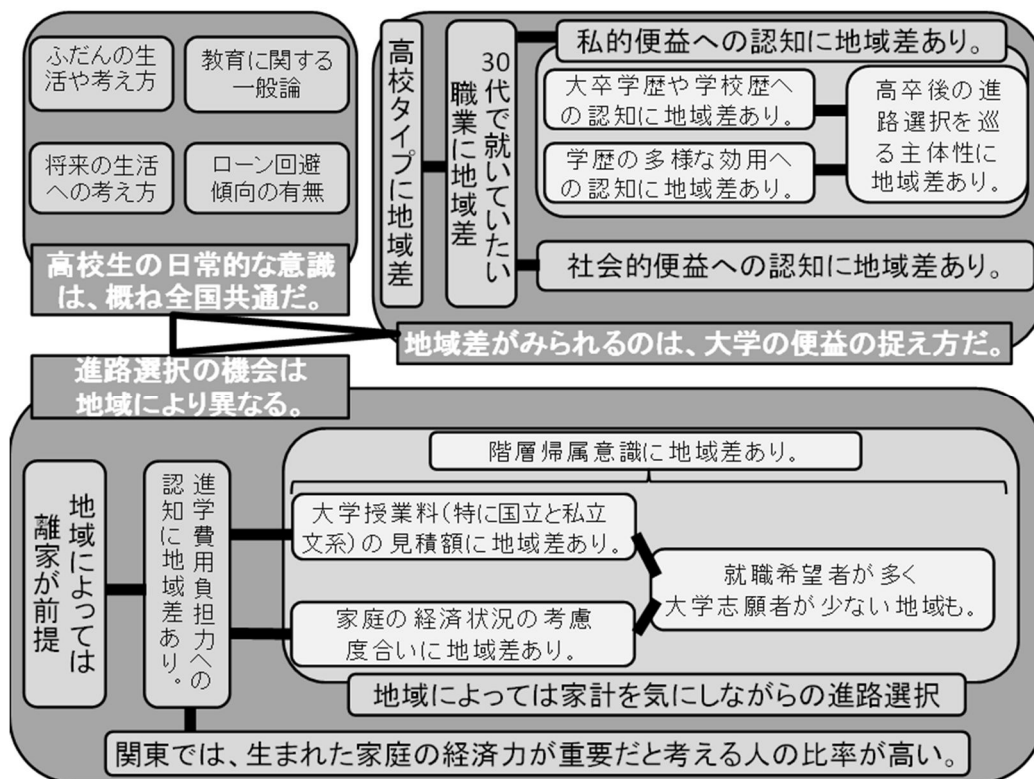 ふだんの生
活や考え方
教育に関する
一般論
将来の生活
への考え方
ローン回避
傾向の有無
高校生の日常的な意識
は、概ね全国共通だ。
高校タイプに地域差
30代で就いていたい
職業に地域差
私的便益への認知に地域差あり。
大卒学歴や学校歴へ
の認知に地域差あり。
学歴の多様な効用へ
の認知に地域差あり。
高卒後の進
路選択を巡
る主体性に
地域差あり。
社会的便益への認知に地域差あり。
地域差がみられるのは、大学の便益の捉え方だ。
進路選択の機会は
地域により異なる。
地域によっては
離家が前提
進学費用負担力への
認知に地域差あり。
階層帰属意識に地域差あり。
大学授業料(特に国立と私立
文系)の見積額に地域差あり。
家庭の経済状況の考慮
度合いに地域差あり。
就職希望者が多く
大学志願者が少ない地域も。
地域によっては家計を気にしながらの進路選択
関東では、生まれた家庭の経済力が重要だと考える人の比率が高い。